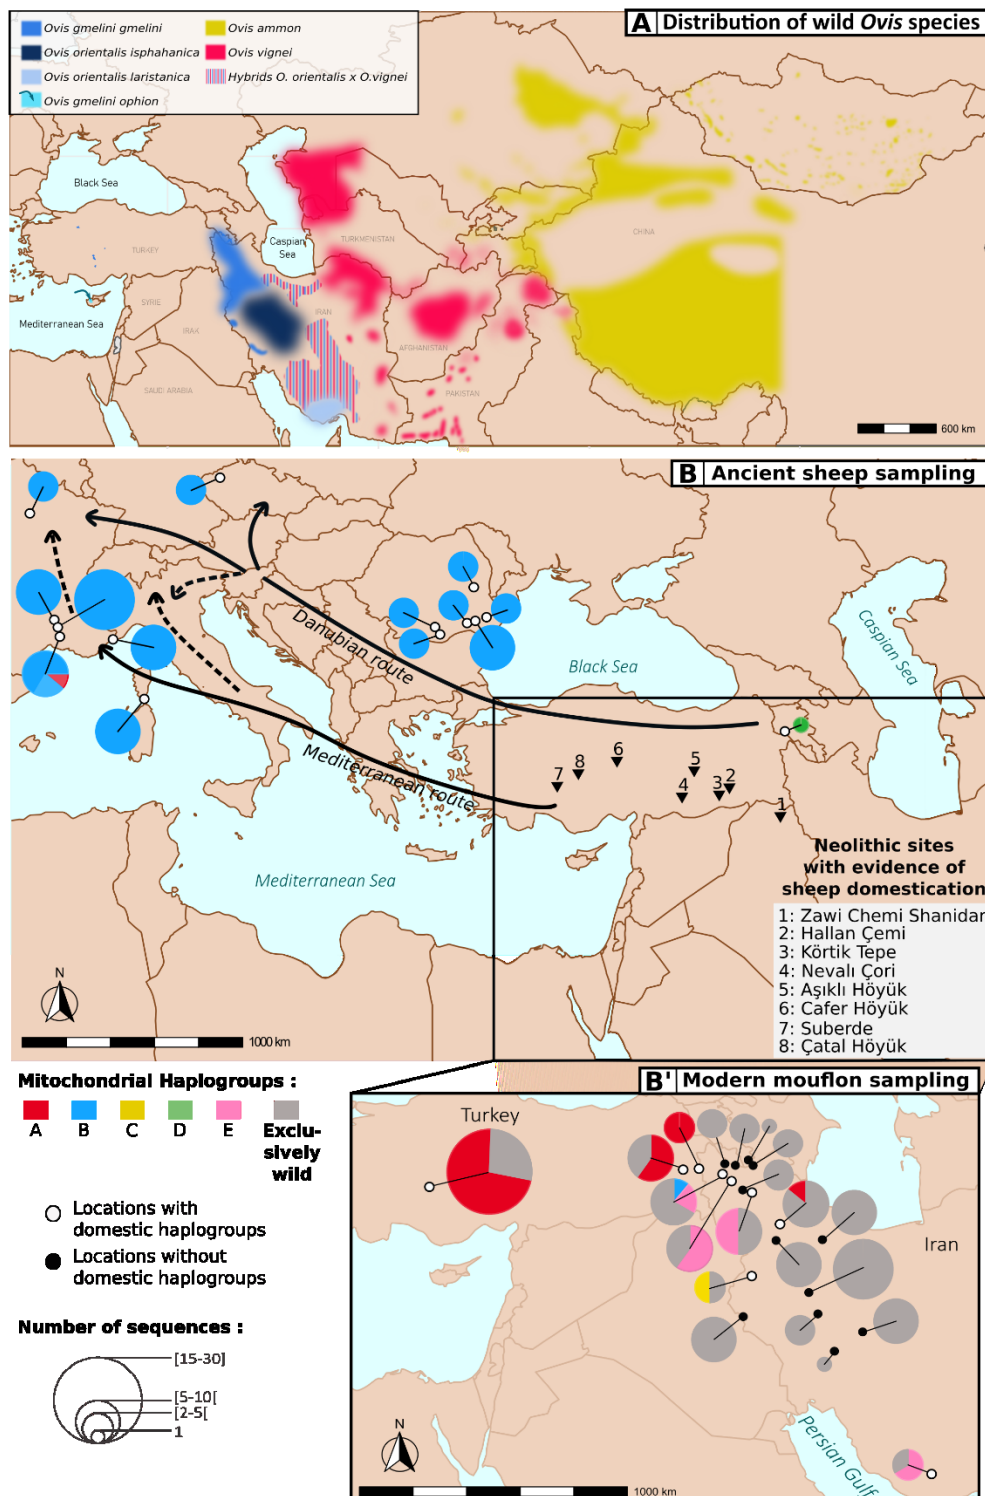 A Distribution of wild Ovis species
Ovis gmelini gmelini
Ovis orientalis isphahanica
Ovis orientalis laristanica
Ovis gmelini ophion
Ovis ammon
Ovis vignei
Hybrids O. orientalis x O.vignei
Black Sea
Caspian
Sea
TURKEY
TURKMENISTAN
CHINA
SYRIE
Mediterranean Sea
IRAK
IRAN
AFGHANISTAN
SAUDI ARABIA
PAKISTAN
600 km
B Ancient sheep sampling
Danubian route
Black Sea
Caspian Sea
Mediterranean route
Mediterranean Sea
6
8
7
5
4
3
2
1
Neolithic sites
with evidence of
sheep domestication
1: Zawi Chemi Shanidar
2: Hallan Çemi
3: Körtik Tepe
4: Nevalı Çori
5: Aşıklı Höyük
6: Cafer Höyük
7: Suberde
8: Çatal Höyük
N
1000 km
Mitochondrial Haplogroups :
A B C D E Exclu-
sively
wild
Locations with
domestic haplogroups
Locations without
domestic haplogroups
Number of sequences :
[15-30]
[5-10[
[2-5[
1
B' Modern mouflon sampling
Turkey
Iran
Persian Gulf
N
1000 km